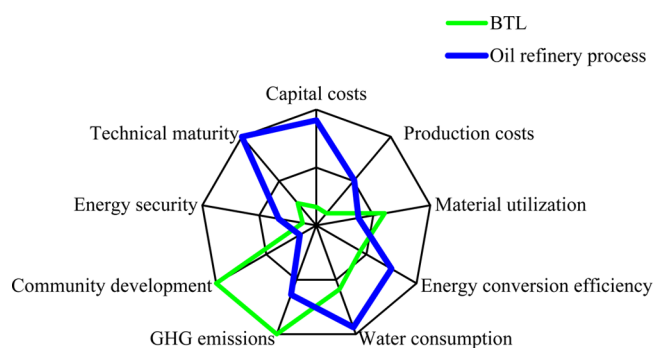 BTL
Oil refinery process
Capital costs
Technical maturity
Production costs
Energy security
Material utilization
Community development
Energy conversion efficiency
GHG emissions
Water consumption